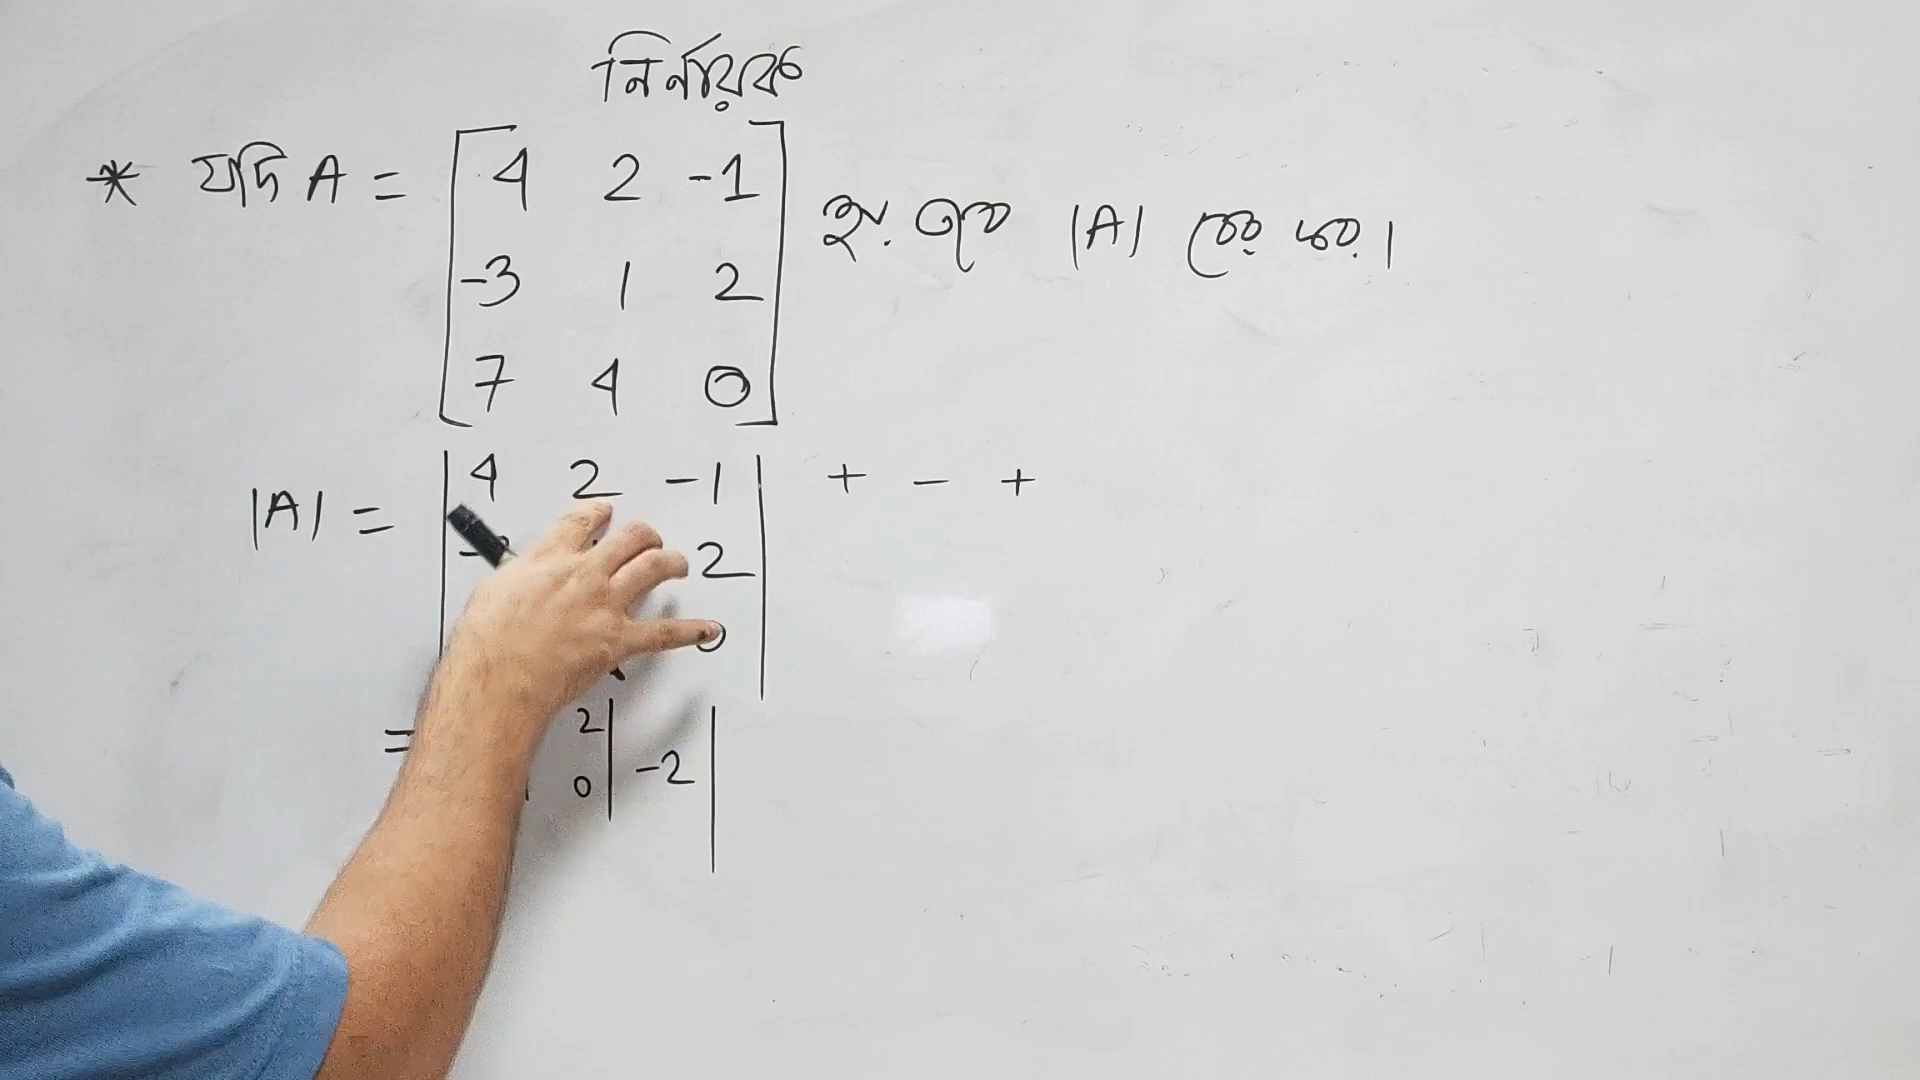 নির্নায়ক
* যদি A = [ 4 2 -1
-3 1 2
7 4 0 ] হয়. তবে |A| বের কর।
|A| = | 4 2 -1 | + - +
2
0
= 2
0 | -2 |